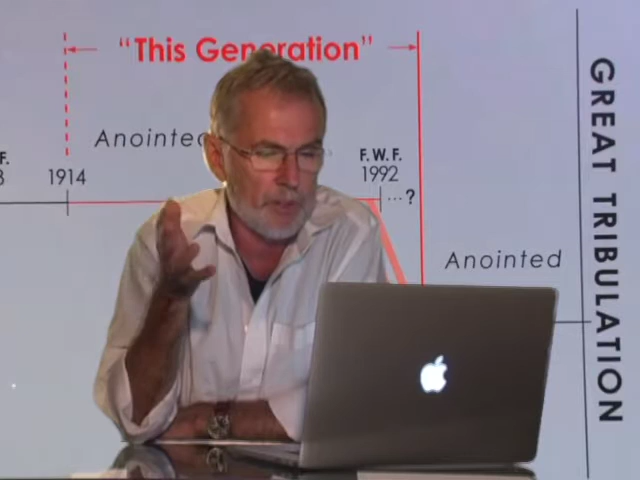 “This Generation”
Anointed
F.W.F.
1914
1992
...?
Anointed
GREAT TRIBULATION